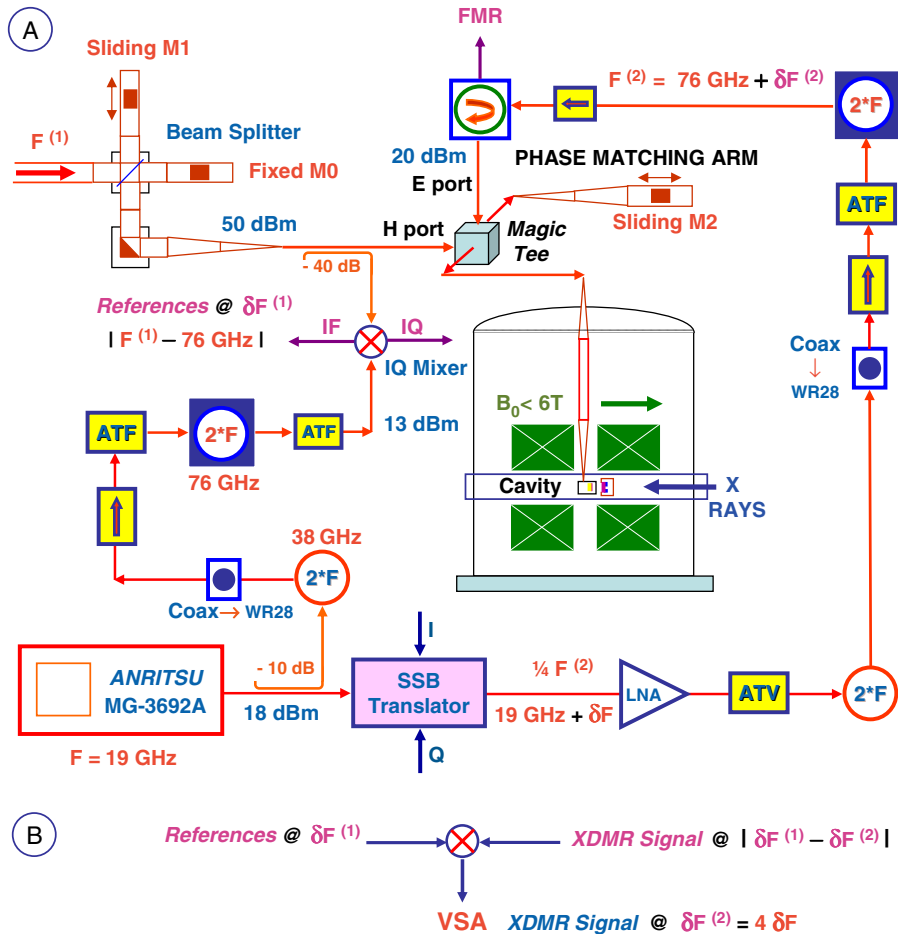 A
FMR
Sliding M1
F (2) = 76 GHz + δF (2)
2*F
F (1)
Beam Splitter
20 dBm
PHASE MATCHING ARM
Fixed M0
E port
ATF
50 dBm
H port
Magic
Tee
Sliding M2
- 40 dB
References @ δF (1)
| F (1) – 76 GHz |
IF
IQ
IQ Mixer
Coax
↓
WR28
B0 < 6T
ATF
2*F
ATF
13 dBm
76 GHz
Cavity
X
RAYS
38 GHz
2*F
Coax→ WR28
I
- 10 dB
ANRITSU
MG-3692A
18 dBm
SSB
Translator
¼ F (2)
19 GHz + δF
LNA
ATV
2*F
F = 19 GHz
Q
B
References @ δF (1)
XDMR Signal @ | δF (1) – δF (2) |
VSA XDMR Signal @ δF (2) = 4 δF